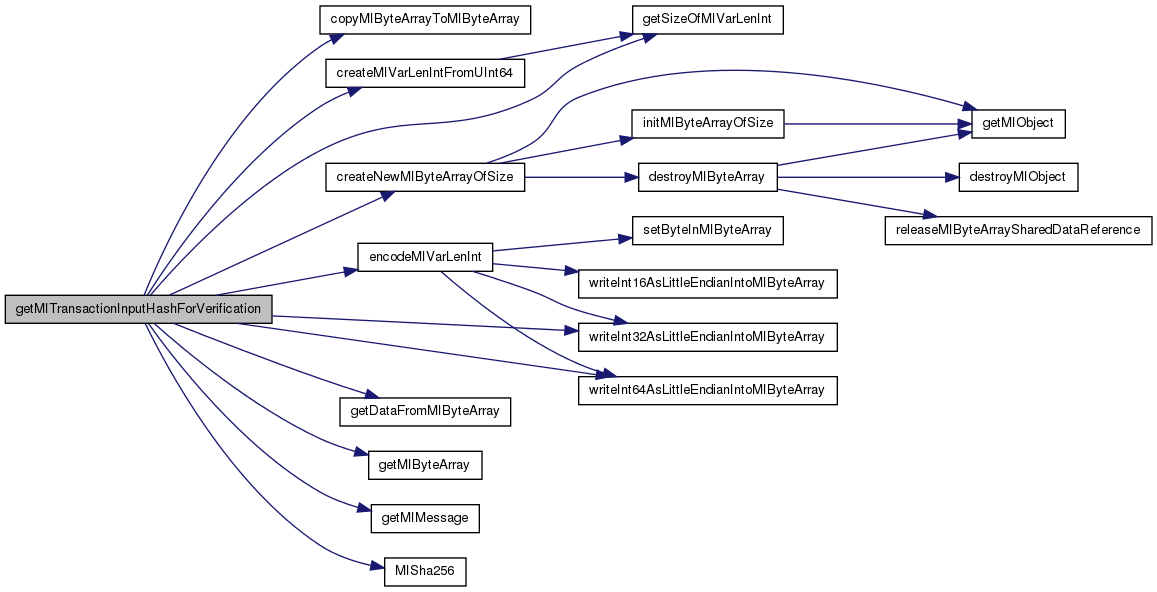 copyMIByteArrayToMIByteArray
getSizeOfMIVarLenInt
createMIVarLenIntFromUInt64
initMIByteArrayOfSize
getMIObject
createNewMIByteArrayOfSize
destroyMIByteArray
destroyMIObject
setByteInMIByteArray
releaseMIByteArraySharedDataReference
encodeMIVarLenInt
writeInt16AsLittleEndianIntoMIByteArray
getMITransactionInputHashForVerification
writeInt32AsLittleEndianIntoMIByteArray
writeInt64AsLittleEndianIntoMIByteArray
getDataFromMIByteArray
getMIByteArray
getMIMessage
MISha256